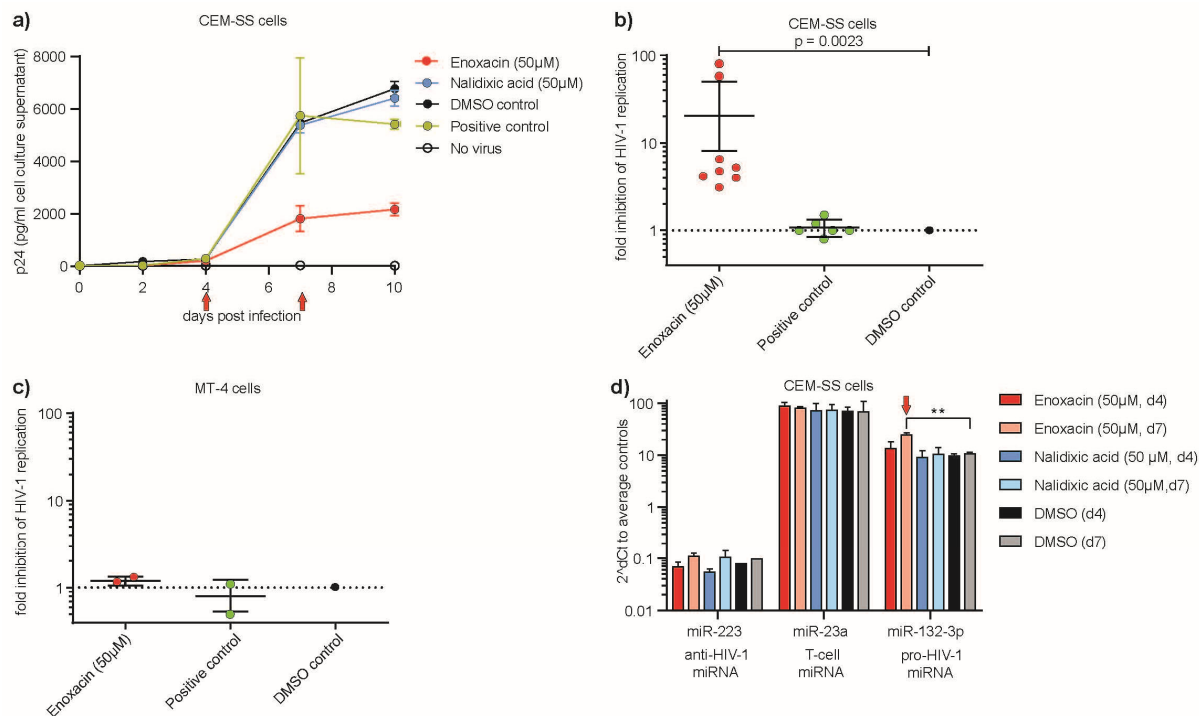 a)
CEM-SS cells
p24 (pg/ml cell culture supernatant)
8000
6000
4000
2000
0
0 2 4 6 8 10
days post infection
Enoxacin (50µM)
Nalidixic acid (50µM)
DMSO control
Positive control
No virus
b)
CEM-SS cells
p = 0.0023
fold inhibition of HIV-1 replication
100
10
1
Enoxacin (50µM)
Positive control
DMSO control
c)
MT-4 cells
fold inhibition of HIV-1 replication
100
10
1
Enoxacin (50µM)
Positive control
DMSO control
d)
CEM-SS cells
2^dCt to average controls
100
10
1
0.1
0.01
**
miR-223
anti-HIV-1
miRNA
miR-23a
T-cell
miRNA
miR-132-3p
pro-HIV-1
miRNA
Enoxacin (50µM, d4)
Enoxacin (50µM, d7)
Nalidixic acid (50 µM, d4)
Nalidixic acid (50µM,d7)
DMSO (d4)
DMSO (d7)